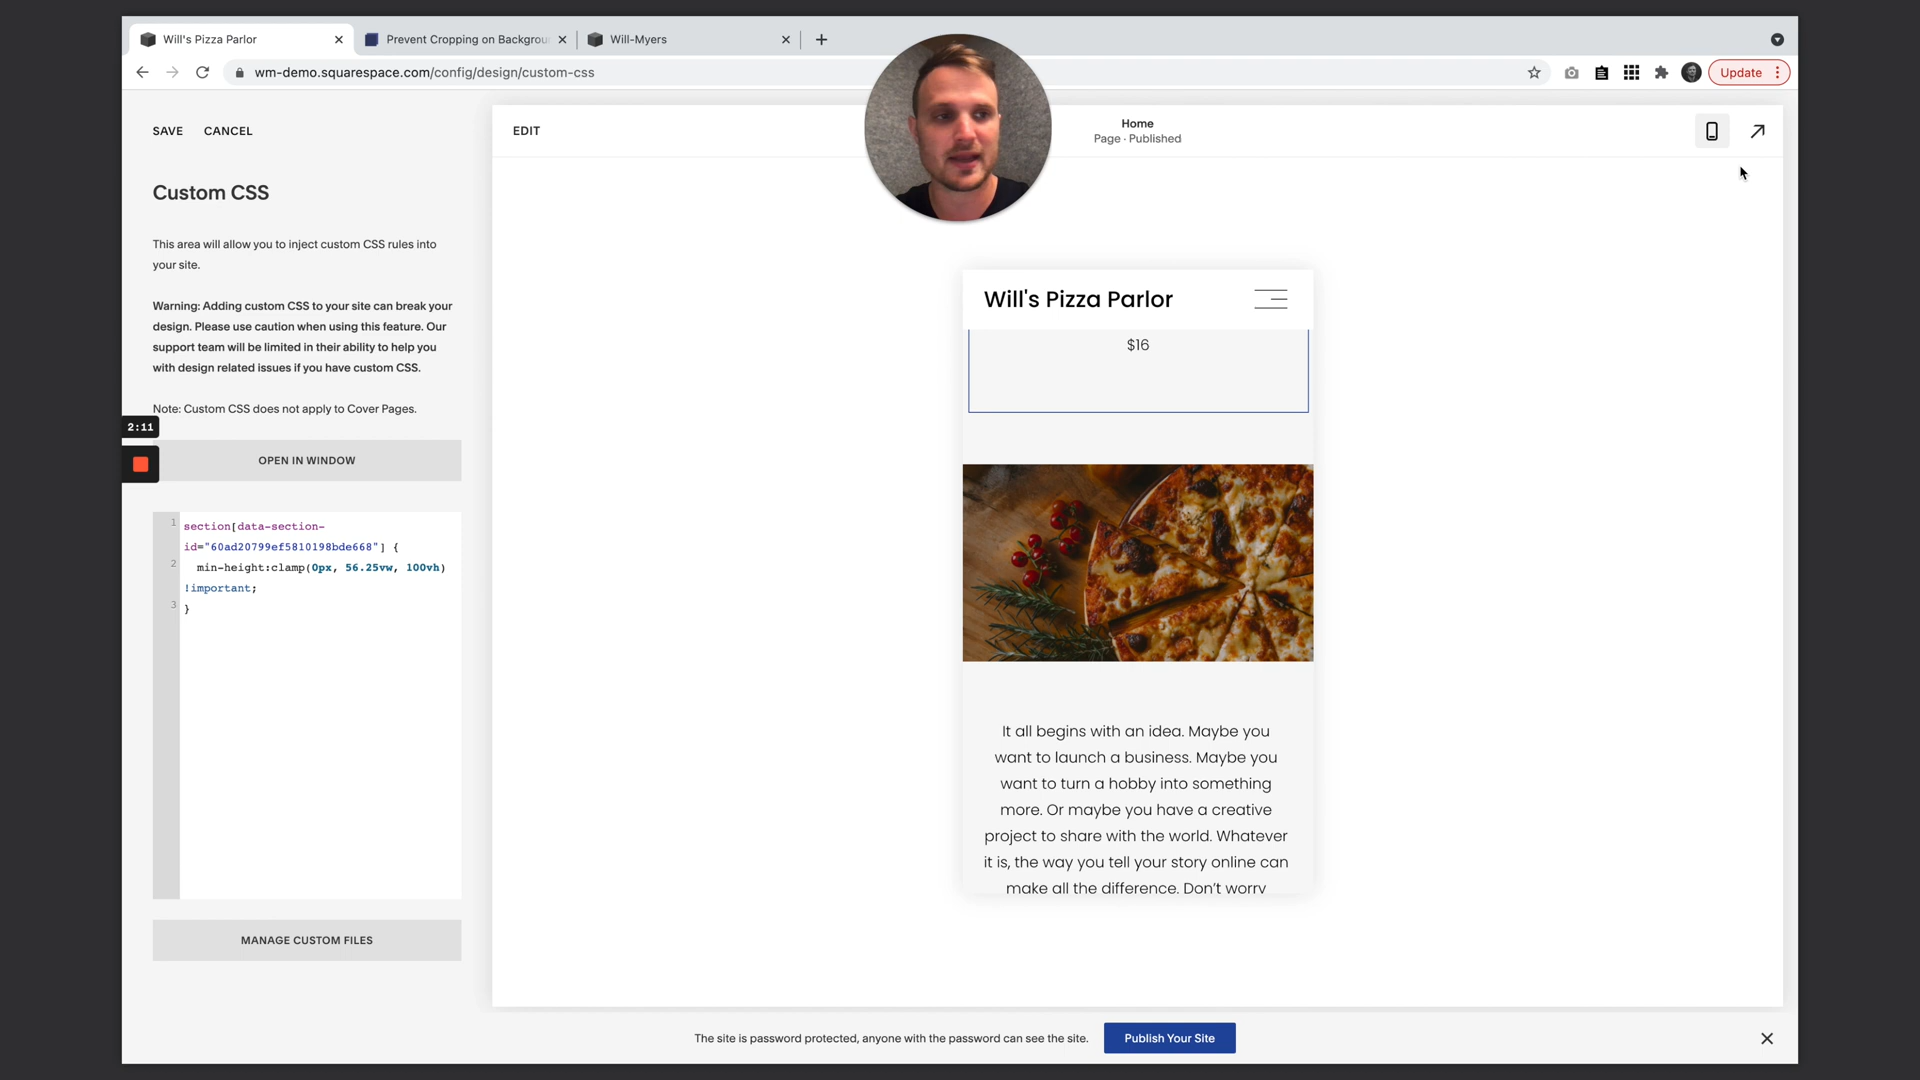 Will's Pizza Parlor
Prevent Cropping on Backgrou
Will-Myers
wm-demo.squarespace.com/config/design/custom-css
Update
SAVE
CANCEL
EDIT
Home
Page · Published
Custom CSS
This area will allow you to inject custom CSS rules into
your site.
Warning: Adding custom CSS to your site can break your
design. Please use caution when using this feature. Our
support team will be limited in their ability to help you
with design related issues if you have custom CSS.
Note: Custom CSS does not apply to Cover Pages.
2:11
OPEN IN WINDOW
1 section[data-section-
id="60ad20799ef5810198bde668"] {
2 min-height:clamp(0px, 56.25vw, 100vh)
!important;
3 }
MANAGE CUSTOM FILES
Will's Pizza Parlor
$16
It all begins with an idea. Maybe you
want to launch a business. Maybe you
want to turn a hobby into something
more. Or maybe you have a creative
project to share with the world. Whatever
it is, the way you tell your story online can
make all the difference. Don't worry
The site is password protected, anyone with the password can see the site.
Publish Your Site